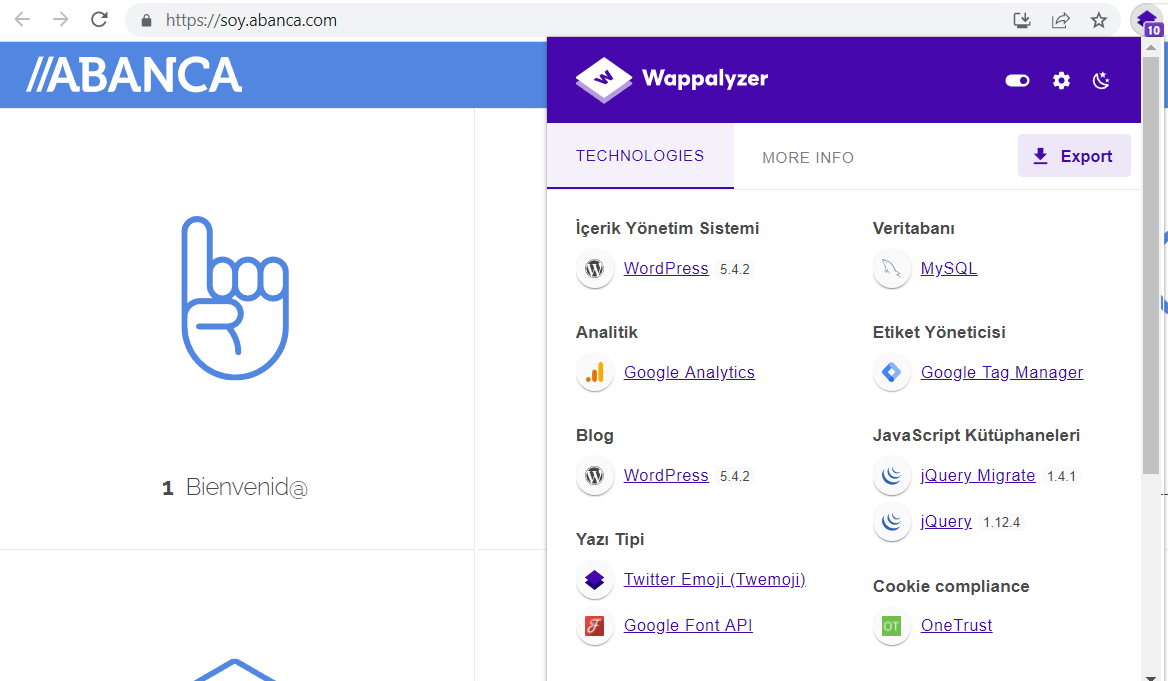 https://soy.abanca.com
10
//ABANCA
1 Bienvenid@
Wappalyzer
TECHNOLOGIES
MORE INFO
Export
İçerik Yönetim Sistemi
WordPress 5.4.2
Analitik
Google Analytics
Blog
WordPress 5.4.2
Yazı Tipi
Twitter Emoji (Twemoji)
Google Font API
Veritabanı
MySQL
Etiket Yöneticisi
Google Tag Manager
JavaScript Kütüphaneleri
jQuery Migrate 1.4.1
jQuery 1.12.4
Cookie compliance
OT
OneTrust